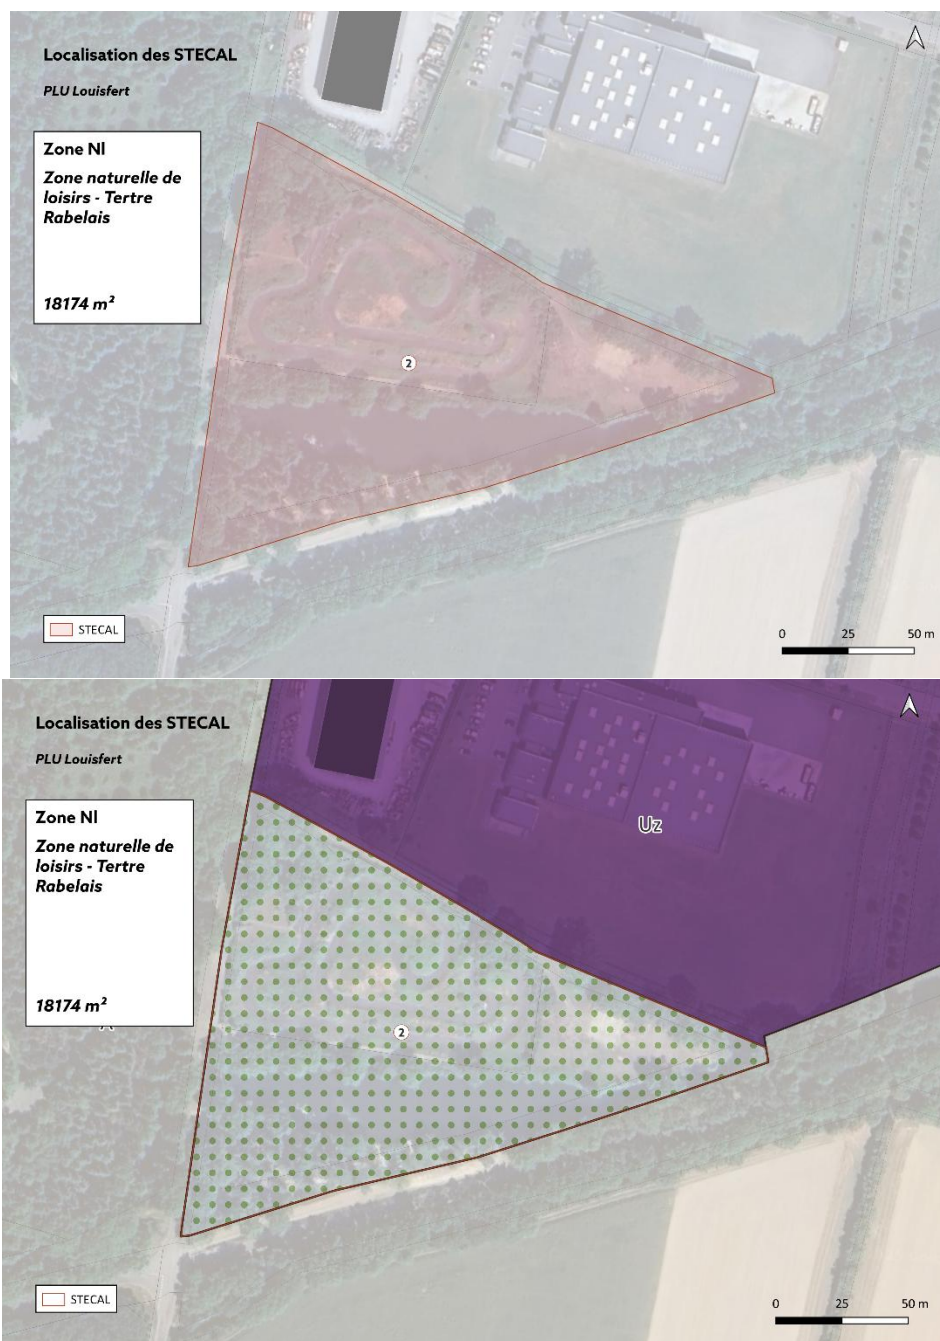 Localisation des STECAL
PLU Louisfert
Zone Nl
Zone naturelle de
loisirs - Tertre
Rabelais
18174 m²
2
STECAL
0 25 50 m
Localisation des STECAL
PLU Louisfert
Zone Nl
Zone naturelle de
loisirs - Tertre
Rabelais
18174 m²
Uz
2
STECAL
0 25 50 m